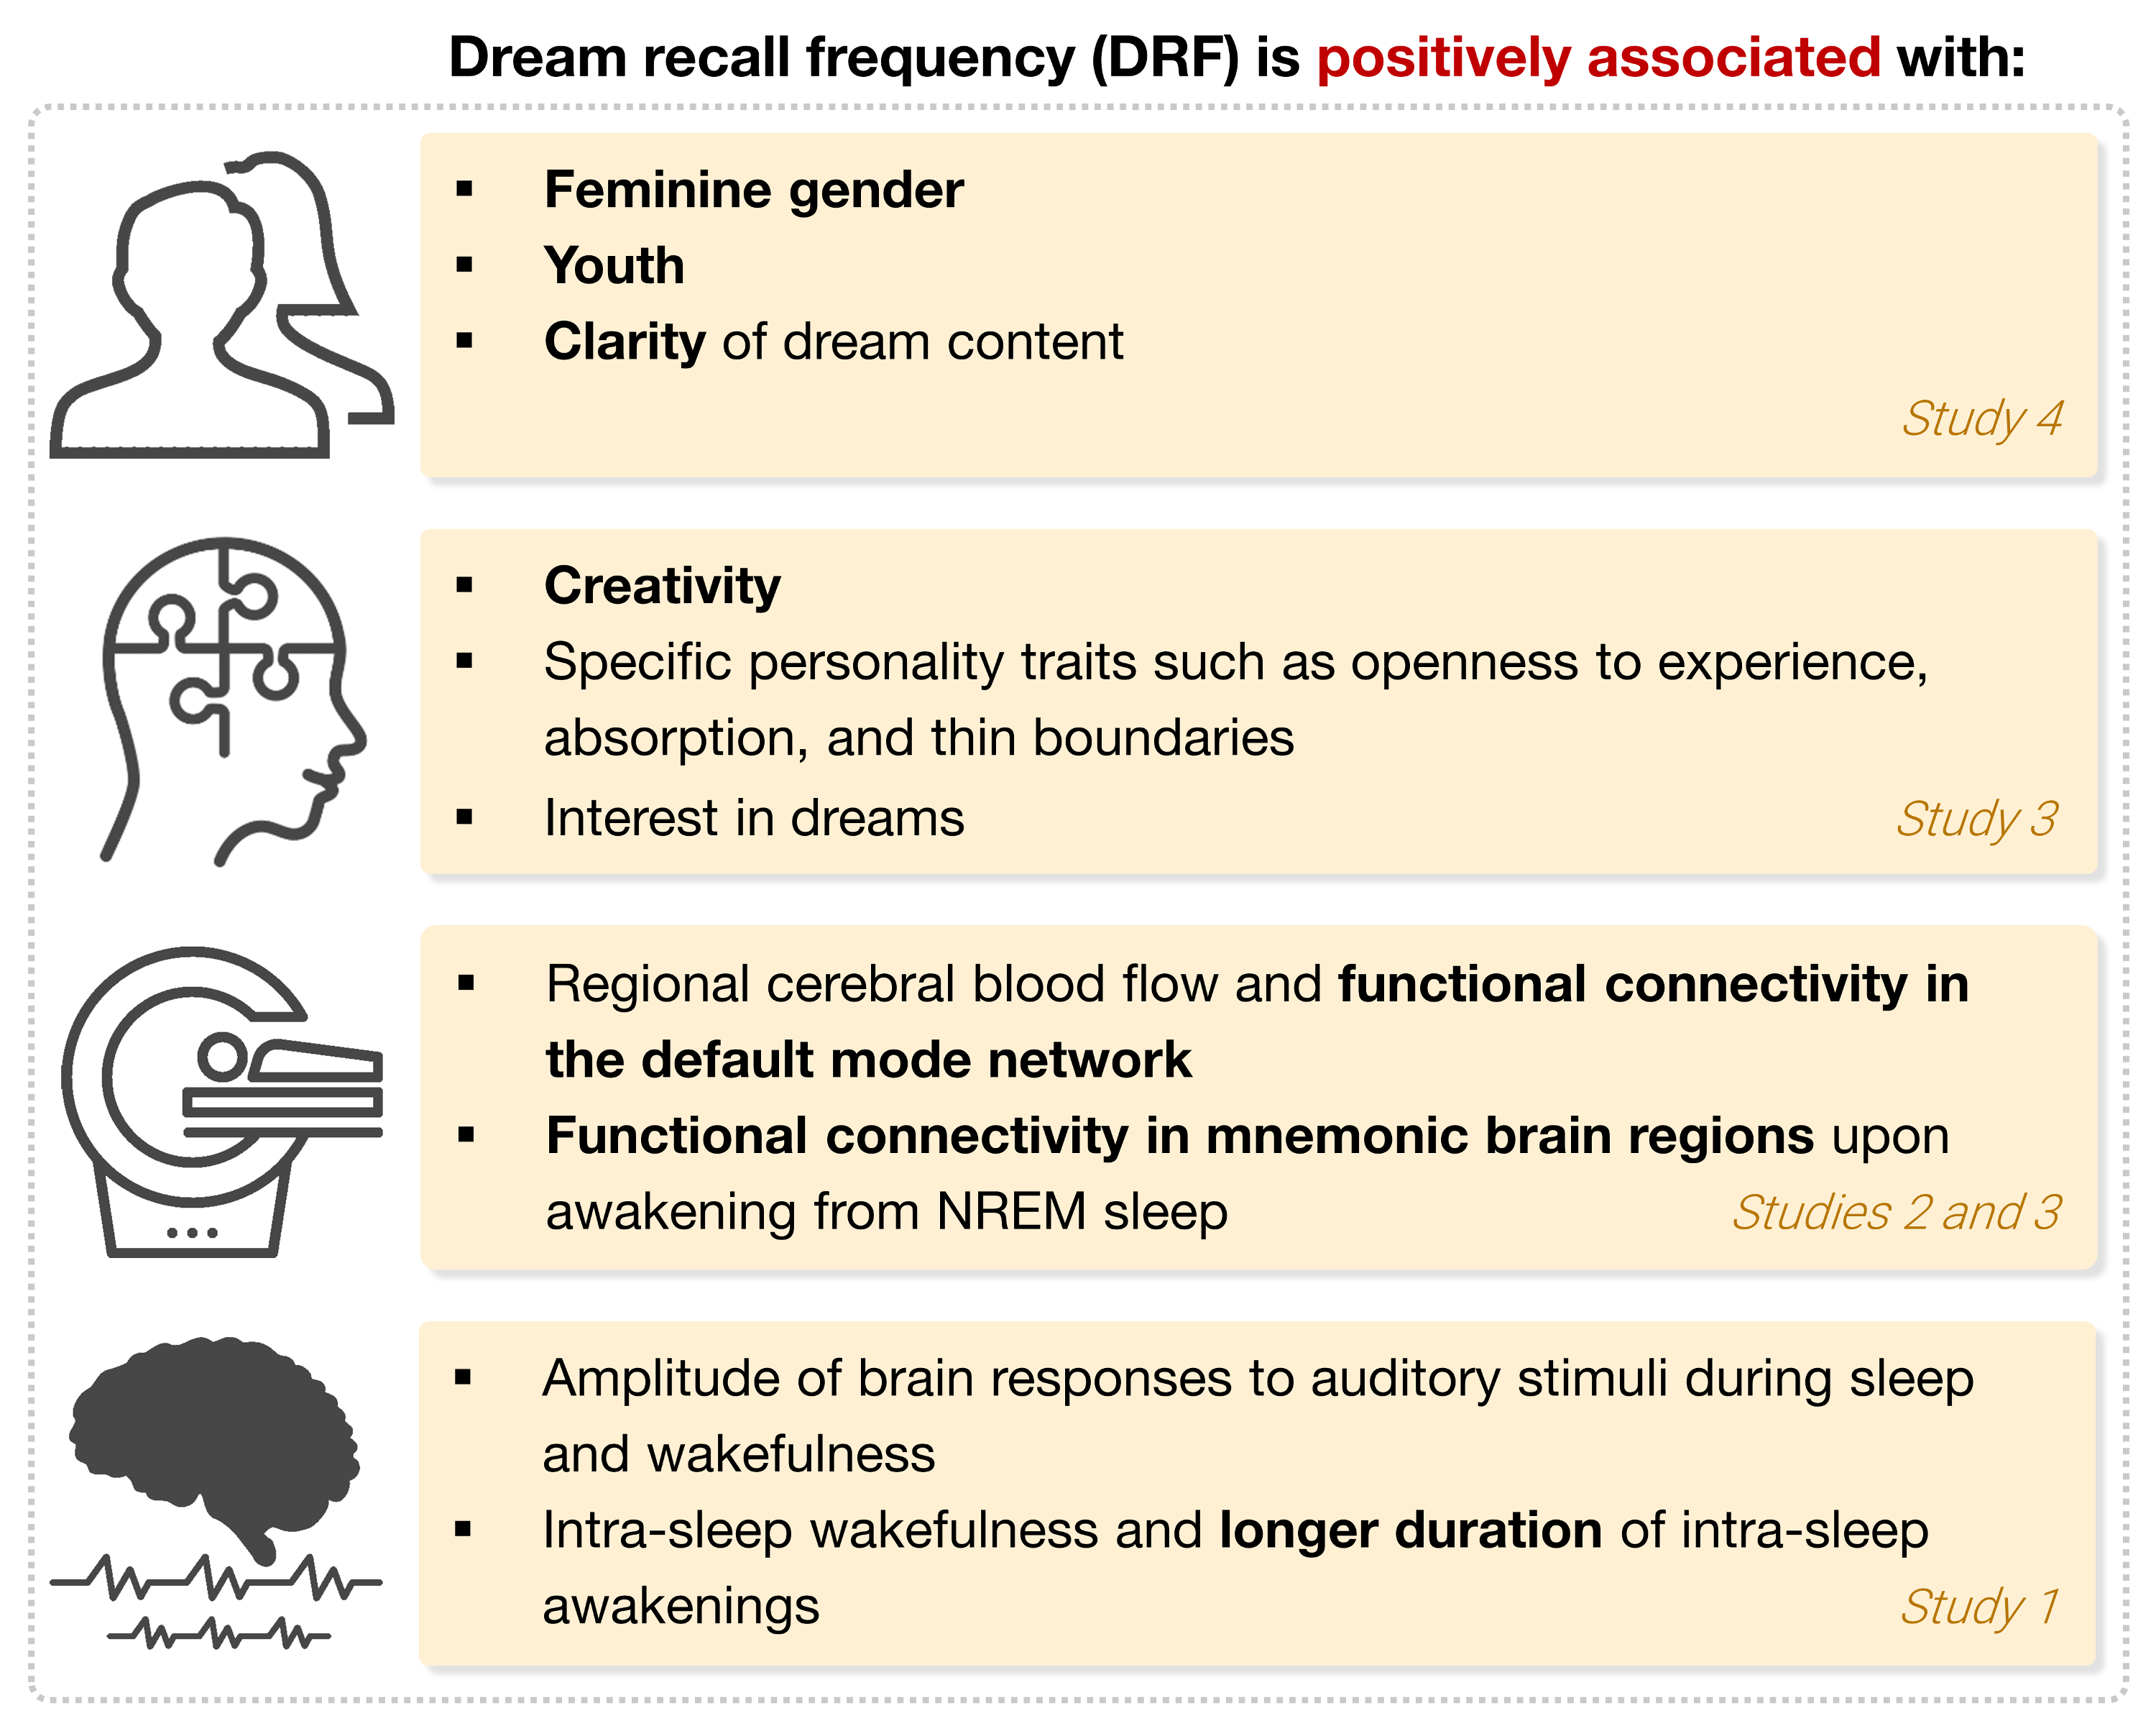 Dream recall frequency (DRF) is positively associated with:
▪ Feminine gender
▪ Youth
▪ Clarity of dream content
Study 4
▪ Creativity
▪ Specific personality traits such as openness to experience,
absorption, and thin boundaries
▪ Interest in dreams
Study 3
▪ Regional cerebral blood flow and functional connectivity in
the default mode network
▪ Functional connectivity in mnemonic brain regions upon
awakening from NREM sleep
Studies 2 and 3
▪ Amplitude of brain responses to auditory stimuli during sleep
and wakefulness
▪ Intra-sleep wakefulness and longer duration of intra-sleep
awakenings
Study 1